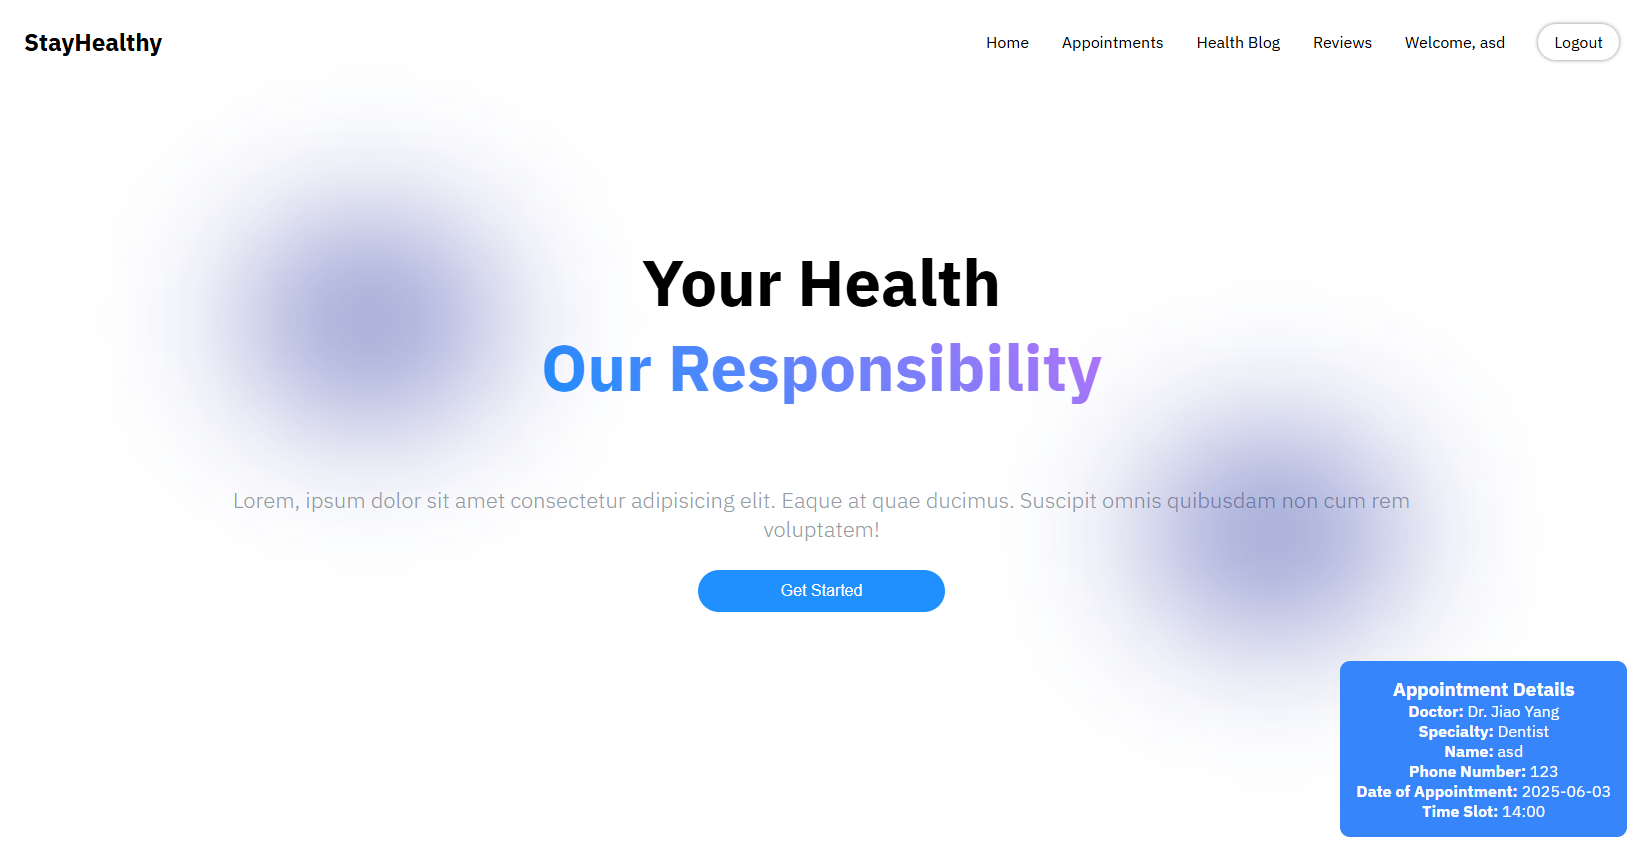 StayHealthy
Home Appointments Health Blog Reviews Welcome, asd Logout
Your Health
Our Responsibility
Lorem, ipsum dolor sit amet consectetur adipisicing elit. Eaque at quae ducimus. Suscipit omnis quibusdam non cum rem
voluptatem!
Get Started
Appointment Details
Doctor: Dr. Jiao Yang
Specialty: Dentist
Name: asd
Phone Number: 123
Date of Appointment: 2025-06-03
Time Slot: 14:00